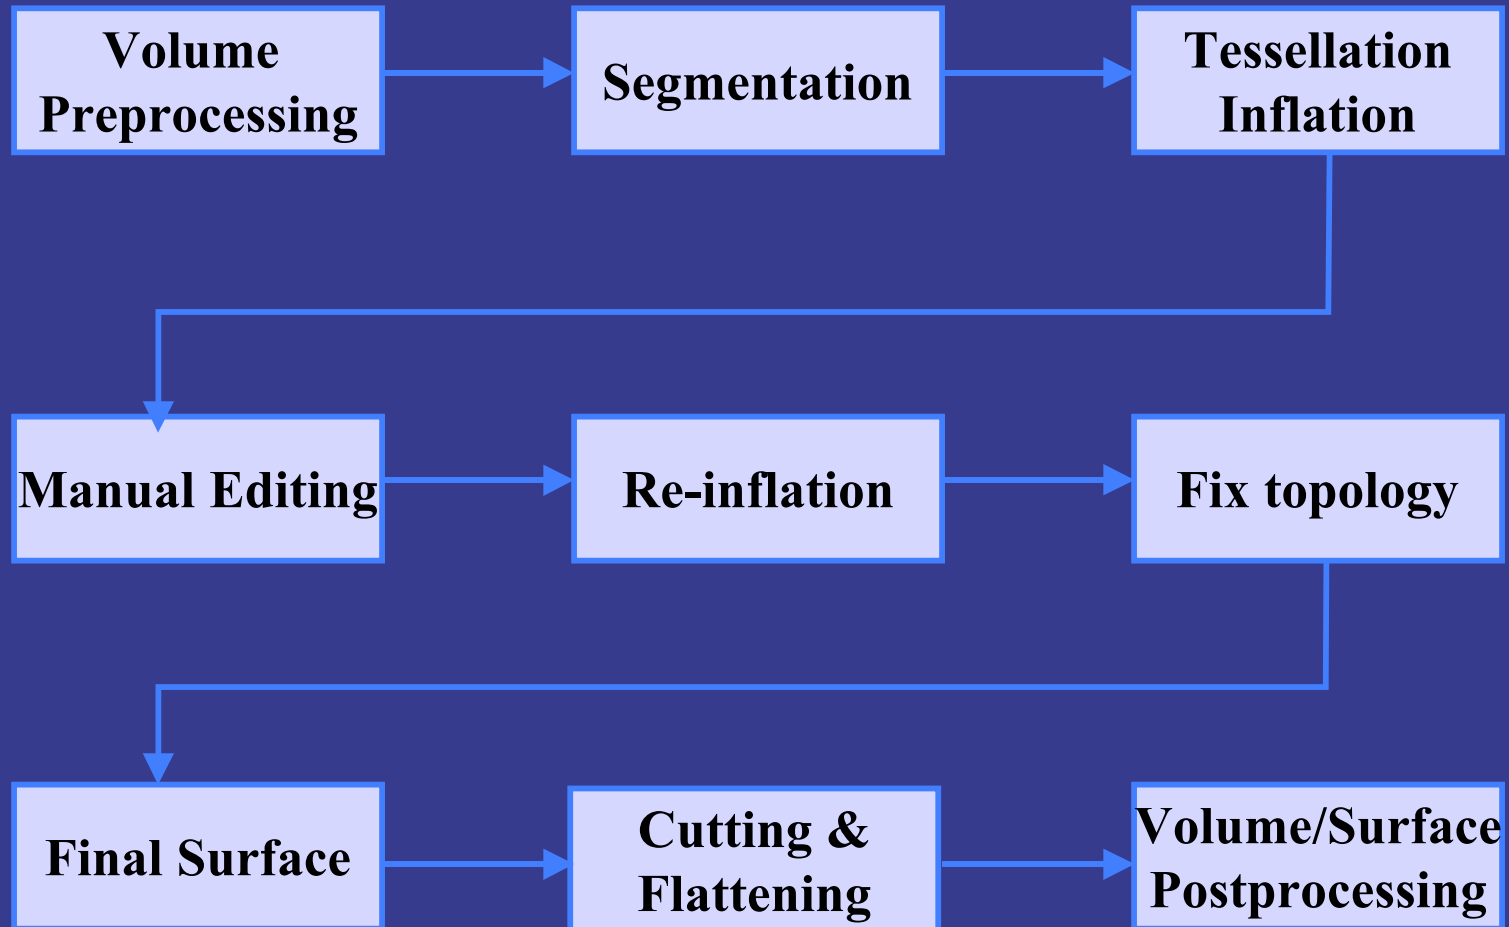 Volume
Preprocessing
Segmentation
Tessellation
Inflation
Manual Editing
Re-inflation
Fix topology
Final Surface
Cutting &
Flattening
Volume/Surface
Postprocessing